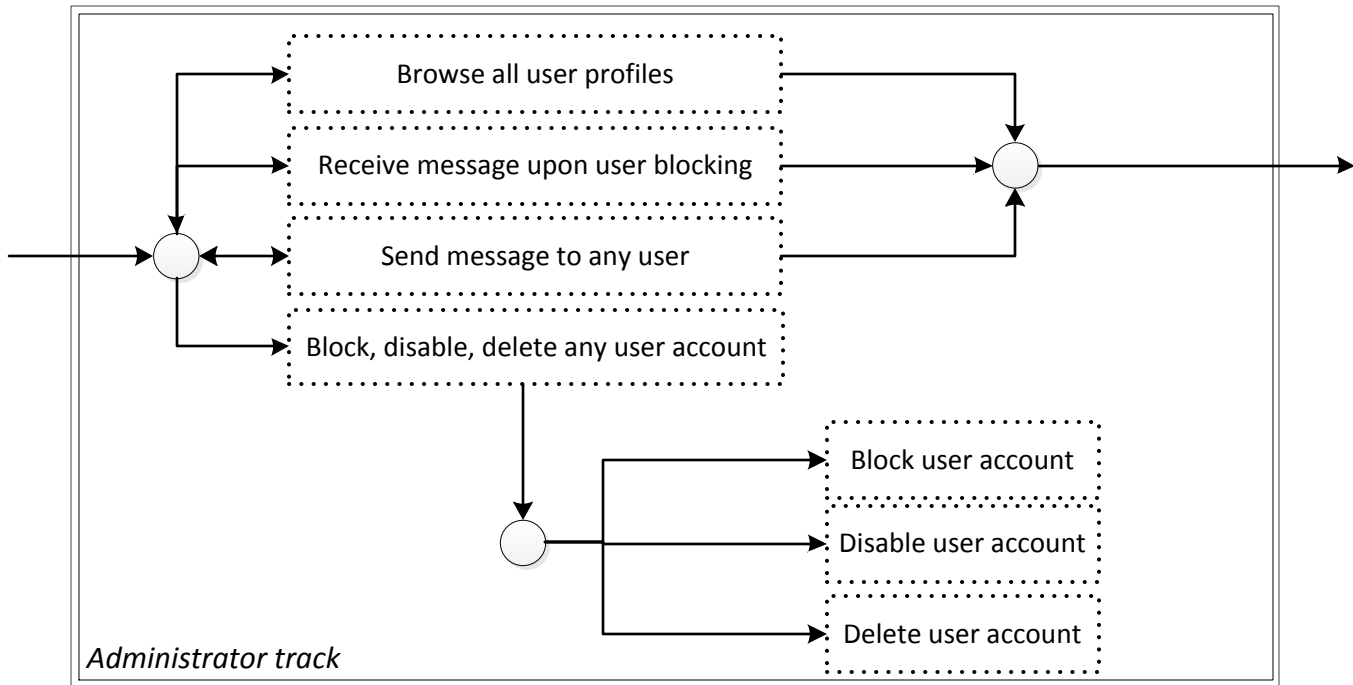 Browse all user profiles
Receive message upon user blocking
Send message to any user
Block, disable, delete any user account
Block user account
Disable user account
Delete user account
Administrator track